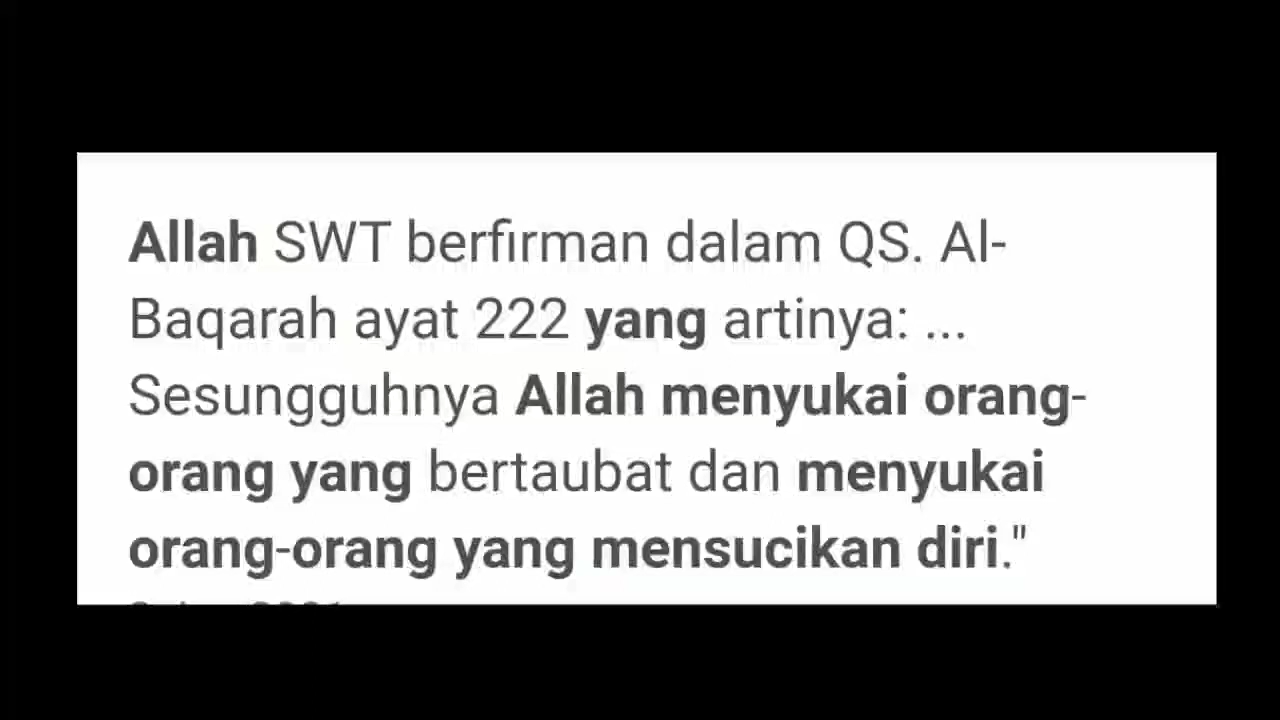 Allah SWT berfirman dalam QS. Al-
Baqarah ayat 222 yang artinya: ...
Sesungguhnya Allah menyukai orang-
orang yang bertaubat dan menyukai
orang-orang yang mensucikan diri."